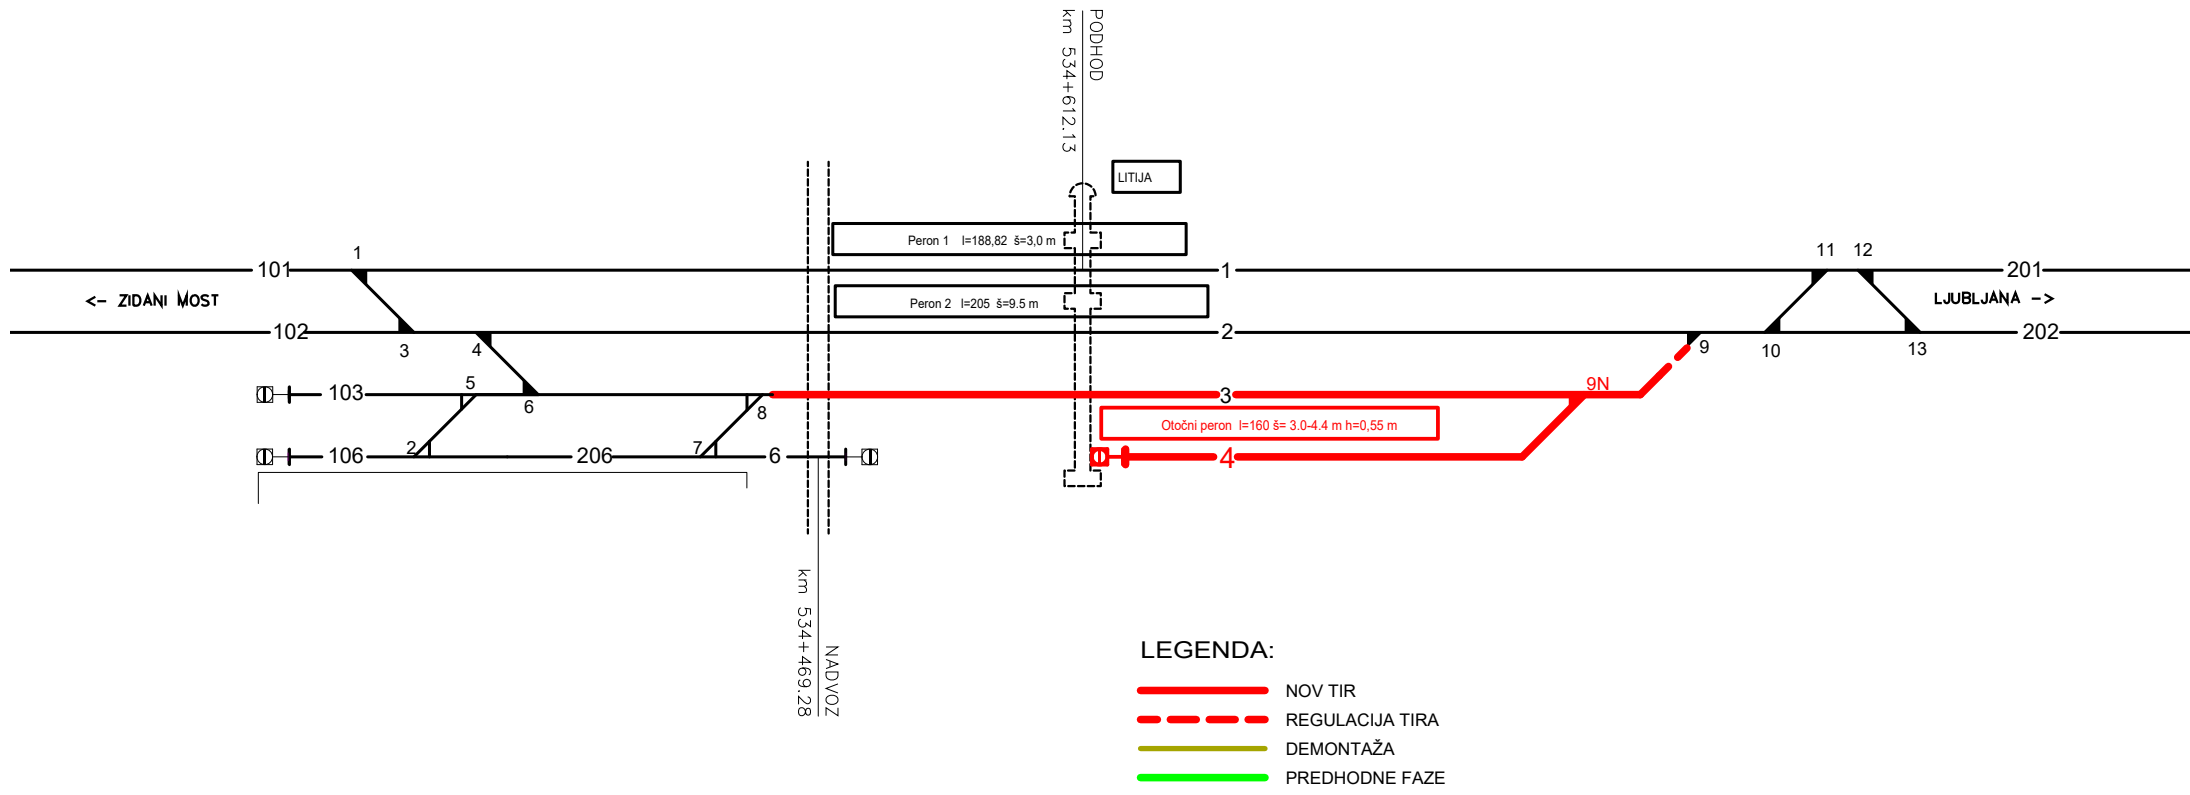 PODHOD
km 534+612.13
LITIJA
Peron 1 l=188,82 š=3,0 m
1
11
12
101
1
201
<- ZIDANI MOST
Peron 2 l=205 š=9.5 m
LJUBLJANA ->
102
2
202
3
4
9
10
13
103
5
6
8
3
9N
Otočni peron l=160 š= 3.0-4.4 m h=0,55 m
106
2
206
7
6
4
NADVOZ
km 534+469.28
LEGENDA:
NOV TIR
REGULACIJA TIRA
DEMONTAŽA
PREDHODNE FAZE